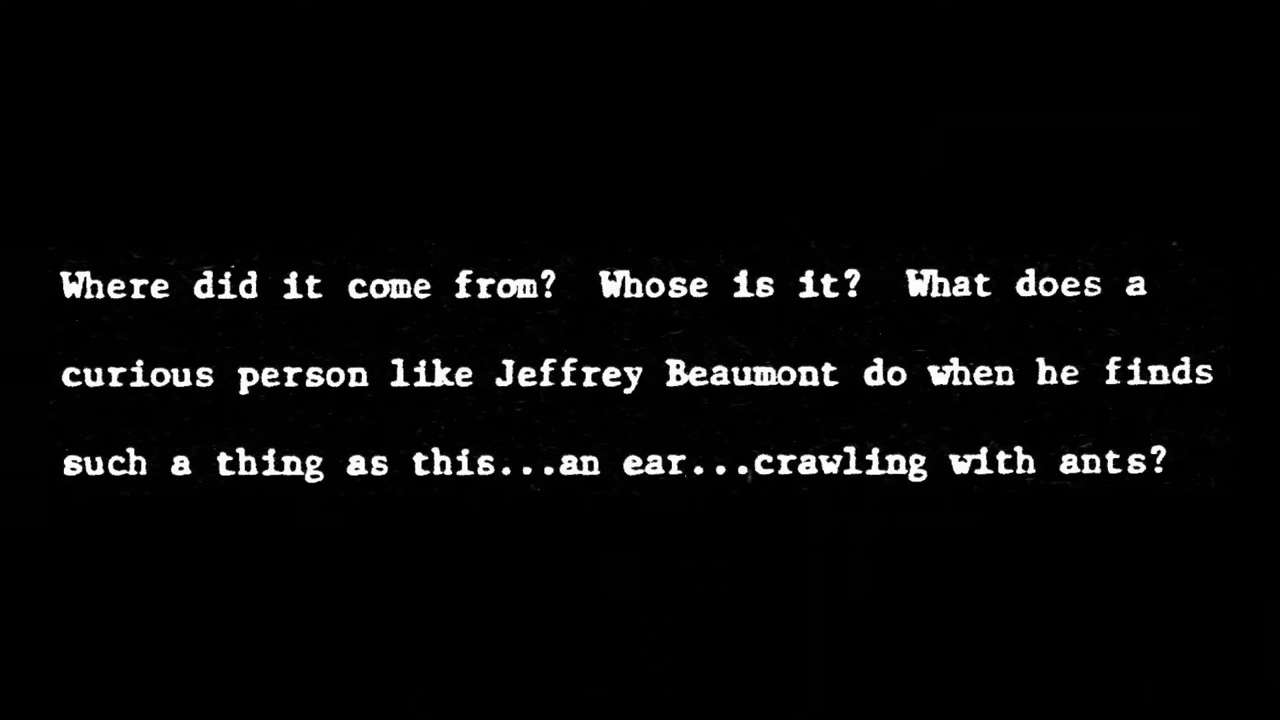 Where did it come from?  Whose is it?  What does a
curious person like Jeffrey Beaumont do when he finds
such a thing as this...an ear...crawling with ants?